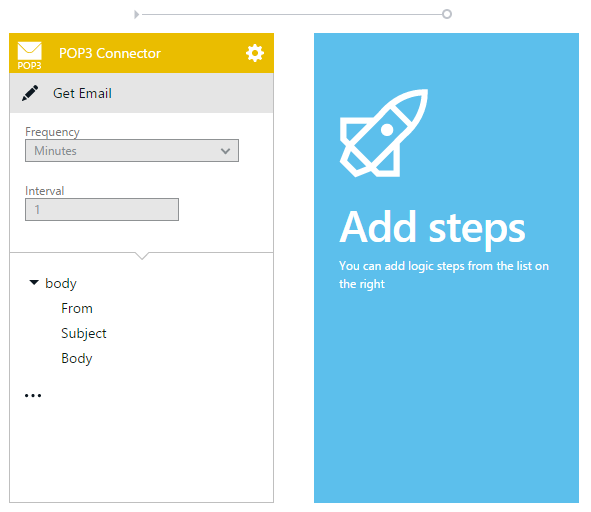 POP3
POP3 Connector
Get Email
Frequency
Minutes
Interval
1
body
From
Subject
Body
...
Add steps
You can add logic steps from the list on
the right